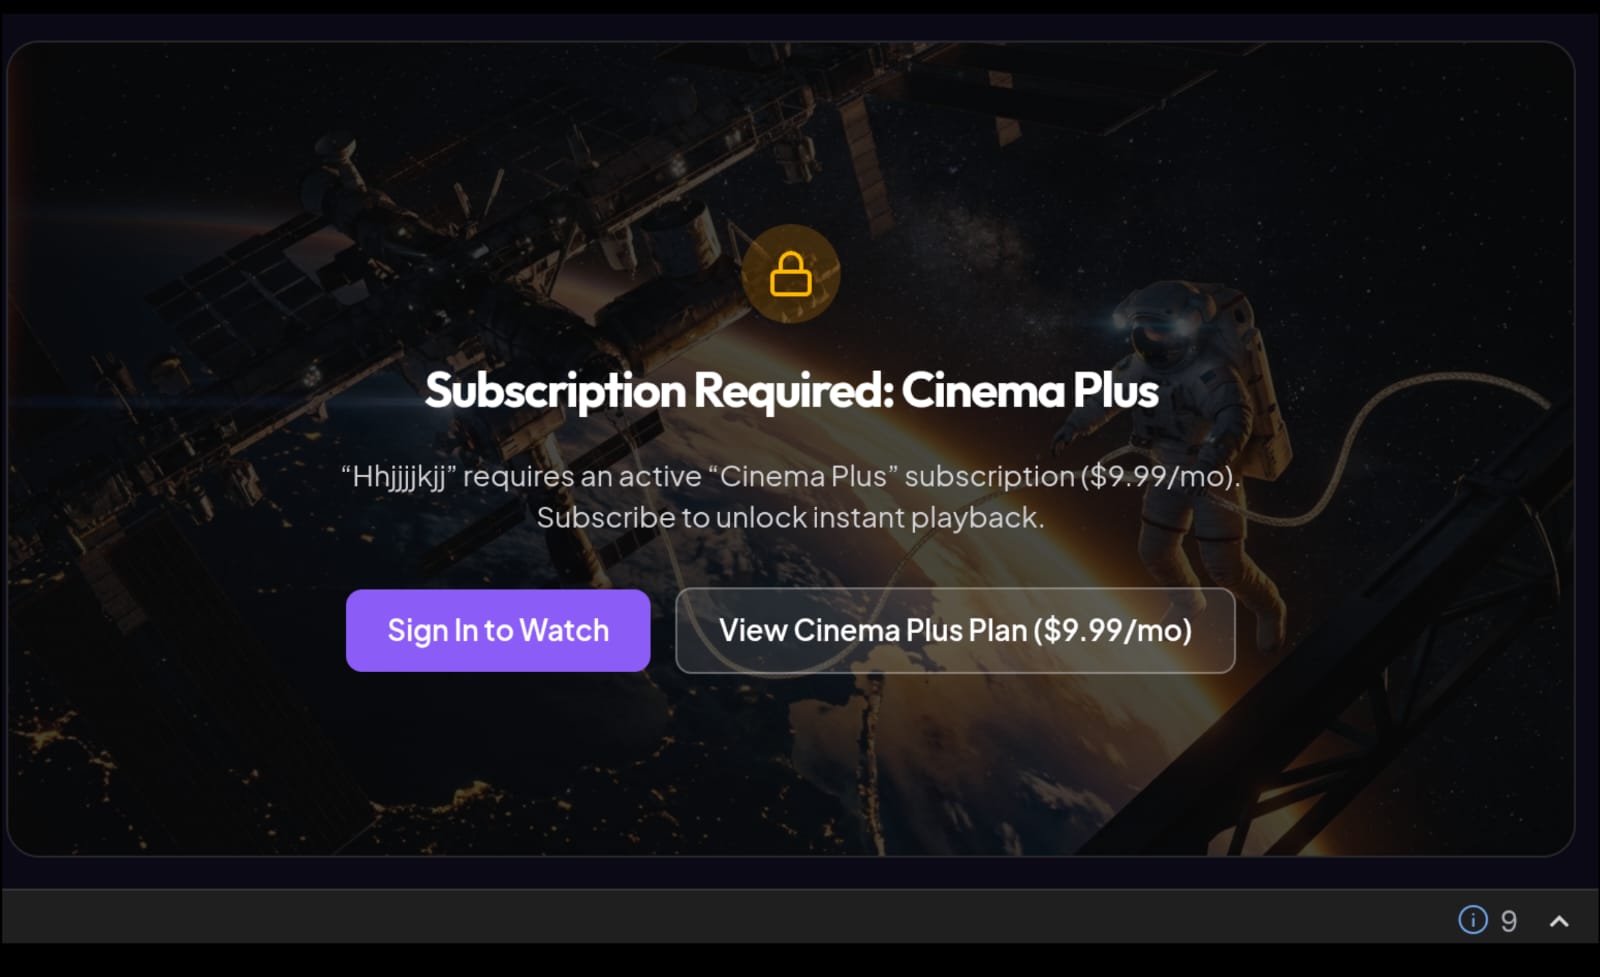 Subscription Required: Cinema Plus
“Hhjjjjkjj” requires an active “Cinema Plus” subscription ($9.99/mo).
Subscribe to unlock instant playback.
Sign In to Watch
View Cinema Plus Plan ($9.99/mo)
9